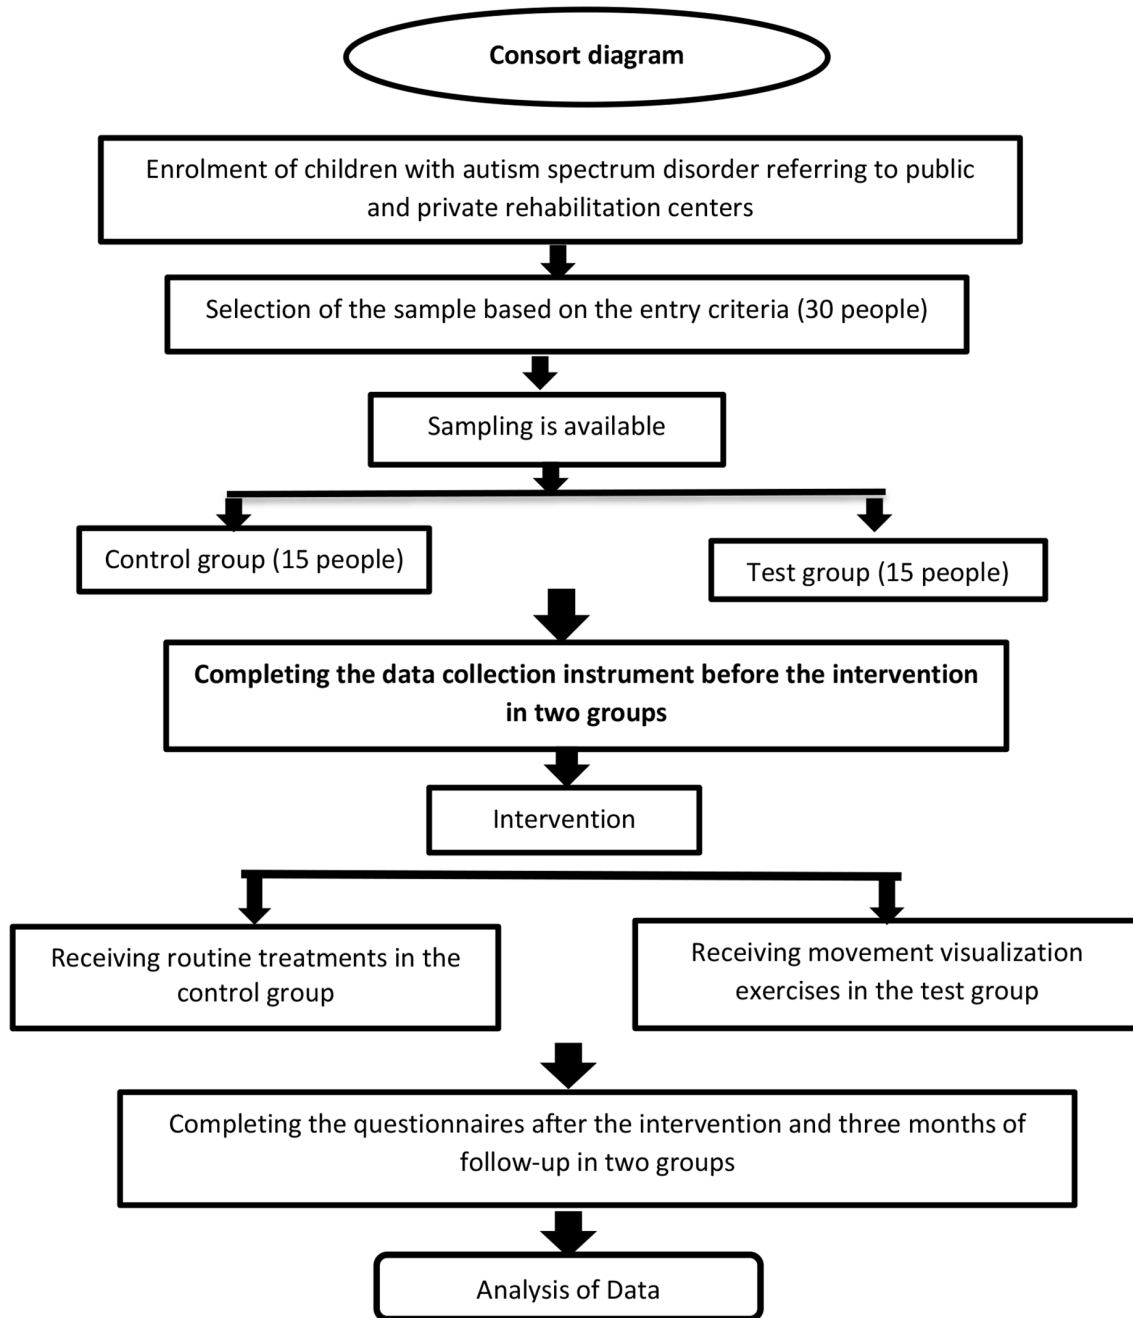 Consort diagram
Enrolment of children with autism spectrum disorder referring to public
and private rehabilitation centers
Selection of the sample based on the entry criteria (30 people)
Sampling is available
Control group (15 people)
Test group (15 people)
Completing the data collection instrument before the intervention
in two groups
Intervention
Receiving routine treatments in the
control group
Receiving movement visualization
exercises in the test group
Completing the questionnaires after the intervention and three months of
follow-up in two groups
Analysis of Data